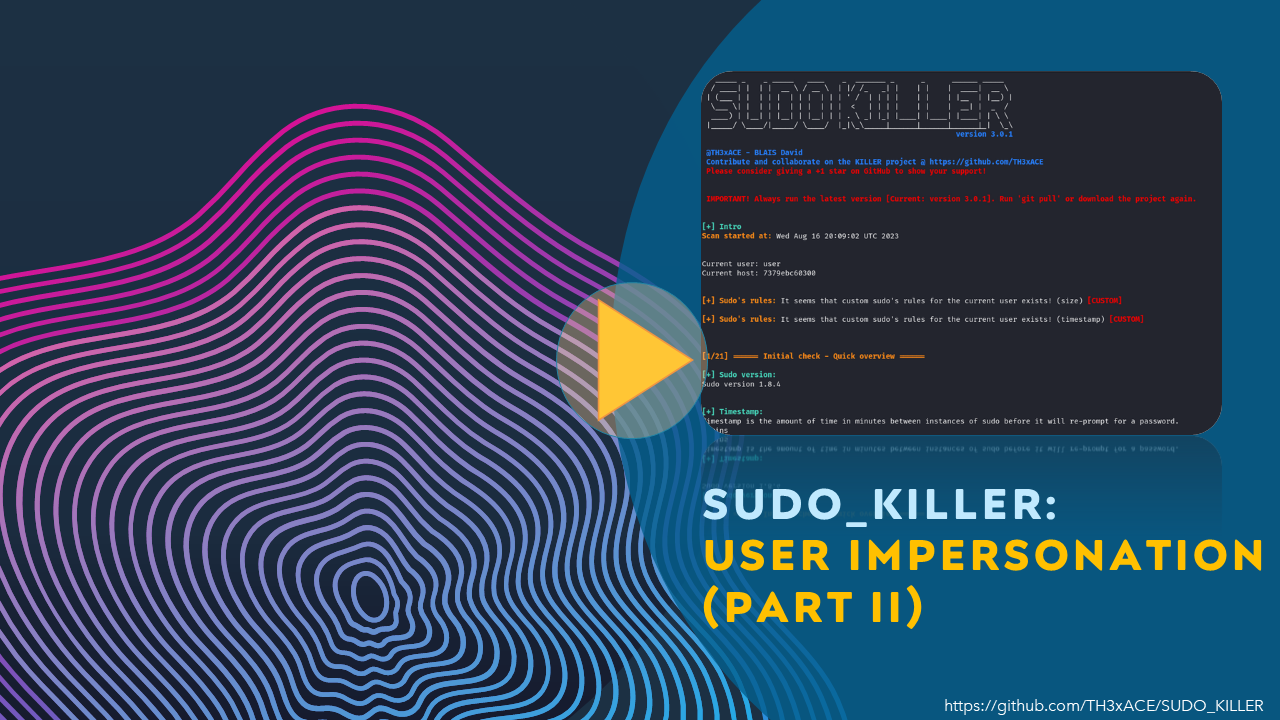 SUDOKILLER
version 3.0.1
@TH3xACE - BLAIS David
Contribute and collaborate on the KILLER project @ https://github.com/TH3xACE
Please consider giving a +1 star on GitHub to show your support!
IMPORTANT! Always run the latest version [Current: version 3.0.1]. Run 'git pull' or download the project again.
[+] Intro
Scan started at: Wed Aug 16 20:09:02 UTC 2023
Current user: user
Current host: 7379ebc60300
[+] Sudo's rules: It seems that custom sudo's rules for the current user exists! (size) [CUSTOM]
[+] Sudo's rules: It seems that custom sudo's rules for the current user exists! (timestamp) [CUSTOM]
[1/21] ====== Initial check - Quick overview ======
[+] Sudo version:
Sudo version 1.8.4
[+] Timestamp:
Timestamp is the amount of time in minutes between instances of sudo before it will re-prompt for a password.
SUDO_KILLER:
USER IMPERSONATION
(PART II)
https://github.com/TH3xACE/SUDO_KILLER